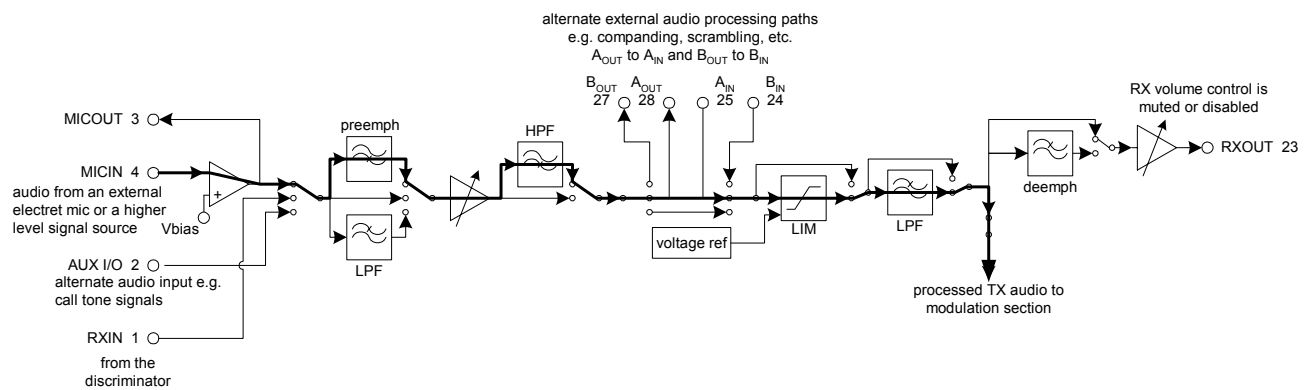 alternate external audio processing paths
e.g. companding, scrambling, etc.
AOUT to AIN and BOUT to BIN
BOUT AOUT AIN BIN
27 28 25 24
RX volume control is
muted or disabled
MICOUT 3
preemph
HPF
RXOUT 23
MICIN 4
audio from an external
electret mic or a higher
level signal source
+
Vbias
deemph
LIM
LPF
voltage ref
LPF
AUX I/O 2
alternate audio input e.g.
call tone signals
processed TX audio to
modulation section
RXIN 1
from the
discriminator